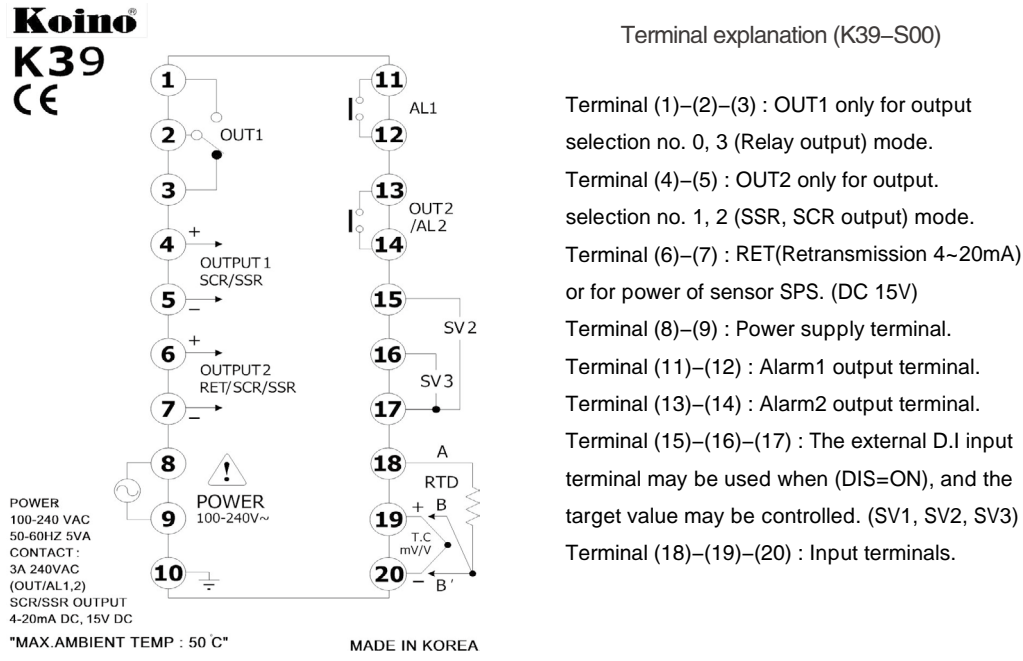 Koino®
K39
CE
1
2
3
OUT1
4
+
OUTPUT 1
SCR/SSR
5
–
6
+
OUTPUT 2
RET/SCR/SSR
7
–
8
9
!
POWER
100-240V~
10
11
AL1
12
13
OUT2
/AL2
14
15
SV2
16
SV3
17
18
A
RTD
19
+
B
T.C
mV/V
20
–
B'
POWER
100-240 VAC
50-60HZ 5VA
CONTACT :
3A 240VAC
(OUT/AL1,2)
SCR/SSR OUTPUT
4-20mA DC, 15V DC
"MAX.AMBIENT TEMP : 50℃"
MADE IN KOREA
Terminal explanation (K39–S00)
Terminal (1)–(2)–(3) : OUT1 only for output
selection no. 0, 3 (Relay output) mode.
Terminal (4)–(5) : OUT2 only for output.
selection no. 1, 2 (SSR, SCR output) mode.
Terminal (6)–(7) : RET(Retransmission 4~20mA)
or for power of sensor SPS. (DC 15V)
Terminal (8)–(9) : Power supply terminal.
Terminal (11)–(12) : Alarm1 output terminal.
Terminal (13)–(14) : Alarm2 output terminal.
Terminal (15)–(16)–(17) : The external D.I input
terminal may be used when (DIS=ON), and the
target value may be controlled. (SV1, SV2, SV3)
Terminal (18)–(19)–(20) : Input terminals.